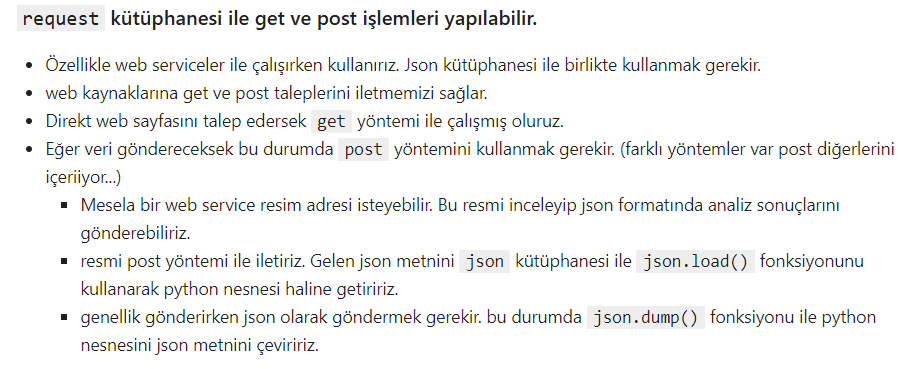 request kütüphanesi ile get ve post işlemleri yapılabilir.
Özellikle web serviceler ile çalışırken kullanırız. Json kütüphanesi ile birlikte kullanmak gerekir.
web kaynaklarına get ve post taleplerini iletmemizi sağlar.
Direkt web sayfasını talep edersek get yöntemi ile çalışmış oluruz.
Eğer veri göndereceksek bu durumda post yöntemini kullanmak gerekir. (farklı yöntemler var post diğerlerini
içeriiyor...)
Mesela bir web service resim adresi isteyebilir. Bu resmi inceleyip json formatında analiz sonuçlarını
gönderebiliriz.
resmi post yöntemi ile iletiriz. Gelen json metnini json kütüphanesi ile json.load() fonksiyonunu
kullanarak python nesnesi haline getiririz.
genellik gönderirken json olarak göndermek gerekir. bu durumda json.dump() fonksiyonu ile python
nesnesini json metnini çeviririz.